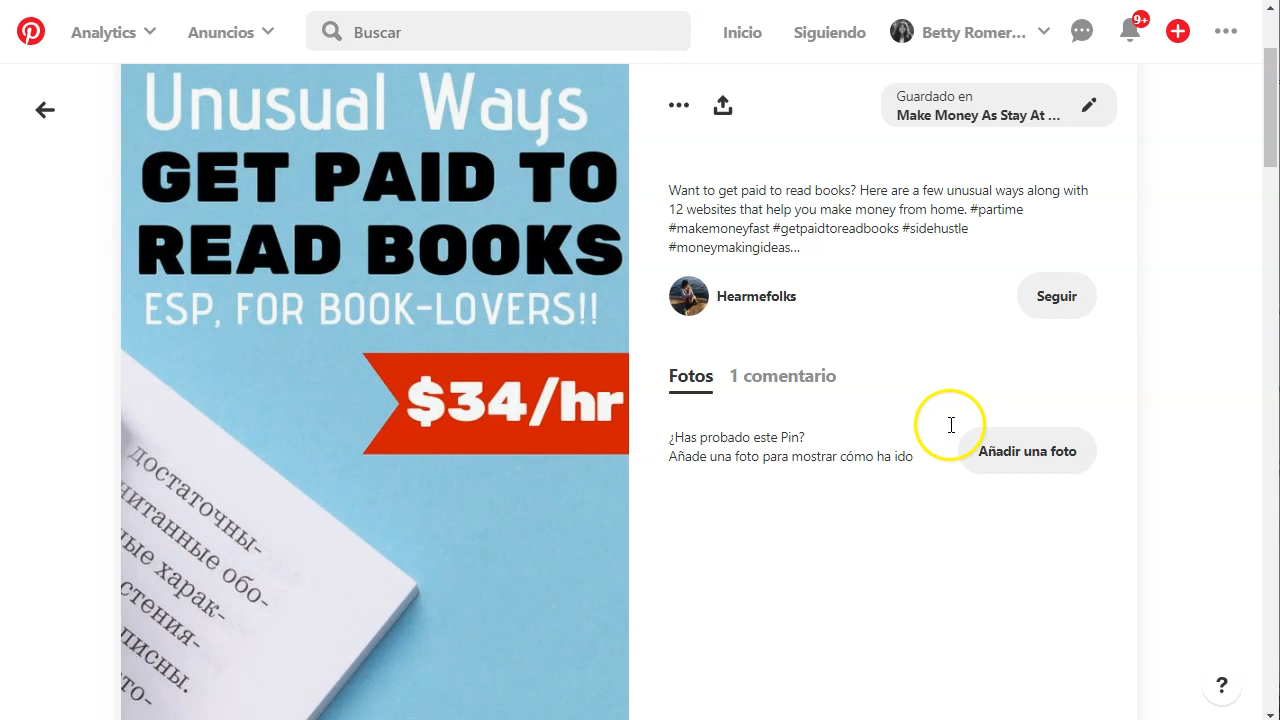 Analytics
Anuncios
Buscar
Inicio
Siguiendo
Betty Romer...
9+
Unusual Ways
GET PAID TO
READ BOOKS
ESP, FOR BOOK-LOVERS!!
$34/hr
достаточны-
читанные обо-
ные харак-
стения-
писны.
то-
Guardado en
Make Money As Stay At ...
Want to get paid to read books? Here are a few unusual ways along with
12 websites that help you make money from home. #partime
#makemoneyfast #getpaidtoreadbooks #sidehustle
#moneymakingideas...
Hearmefolks
Seguir
Fotos
1 comentario
¿Has probado este Pin?
Añade una foto para mostrar cómo ha ido
Añadir una foto
?